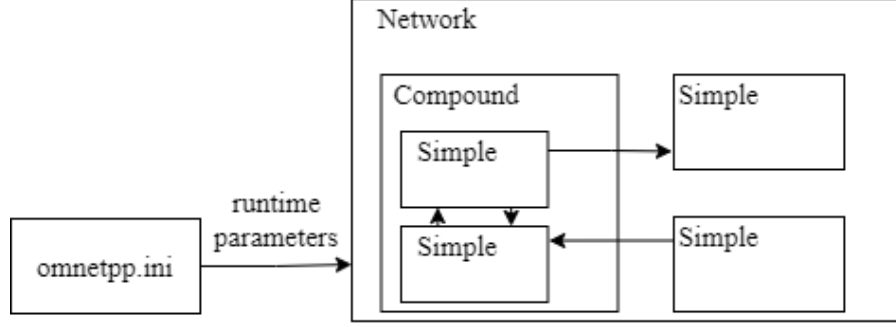 Network
Compound
Simple
Simple
Simple
Simple
runtime
parameters
omnetpp.ini